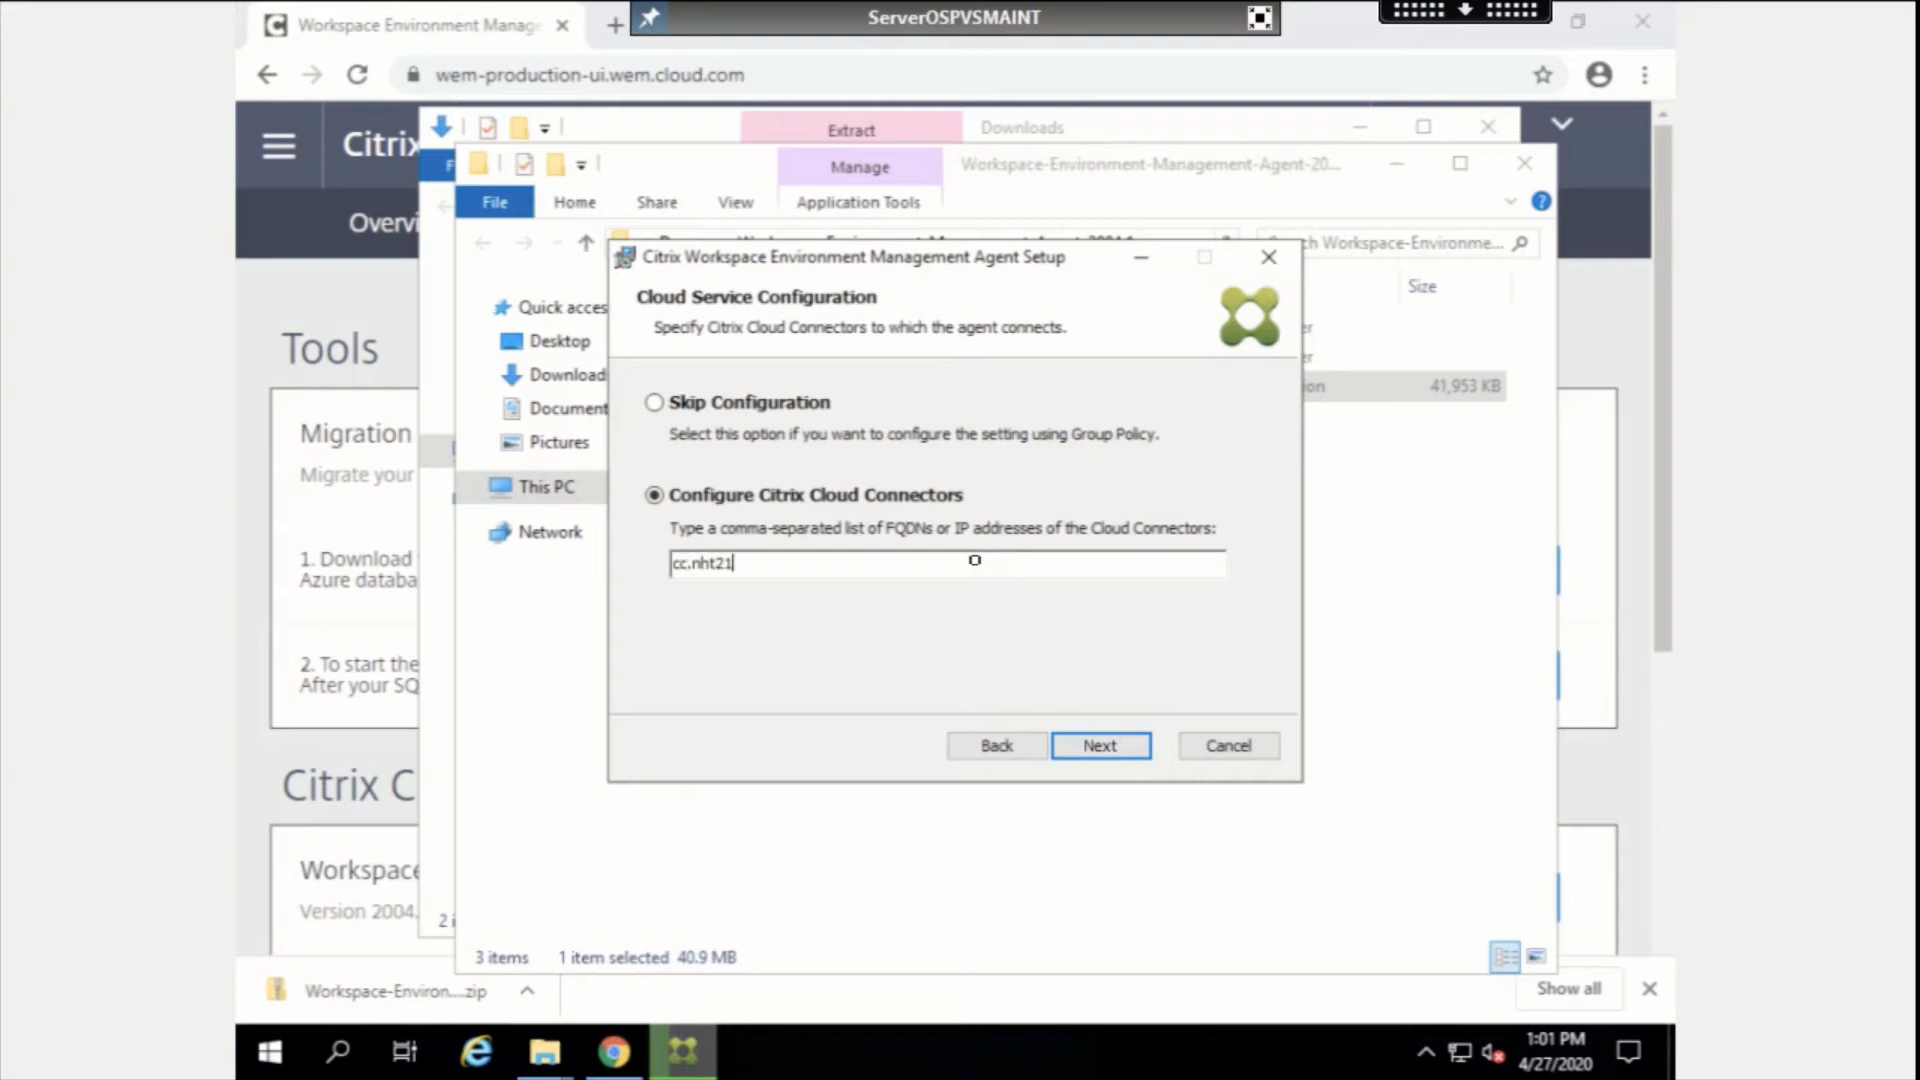 Workspace Environment Manage
ServerOSPVSMAINT
wem-production-ui.wem.cloud.com
Citrix
Extract
Downloads
Manage
Workspace-Environment-Management-Agent-20...
File
Home
Share
View
Application Tools
Overvi
Workspace-Environme...
Citrix Workspace Environment Management Agent Setup
Cloud Service Configuration
Specify Citrix Cloud Connectors to which the agent connects.
Size
Quick acces
Desktop
Download
Document
Pictures
This PC
Network
41,953 KB
Tools
Skip Configuration
Select this option if you want to configure the setting using Group Policy.
Configure Citrix Cloud Connectors
Type a comma-separated list of FQDNs or IP addresses of the Cloud Connectors:
cc.nht21
Migration
Migrate your
1. Download
Azure databa
2. To start the
After your SQ
Back
Next
Cancel
Citrix C
Workspace
Version 2004.
2 i
3 items
1 item selected 40.9 MB
Workspace-Environ....zip
Show all
1:01 PM
4/27/2020